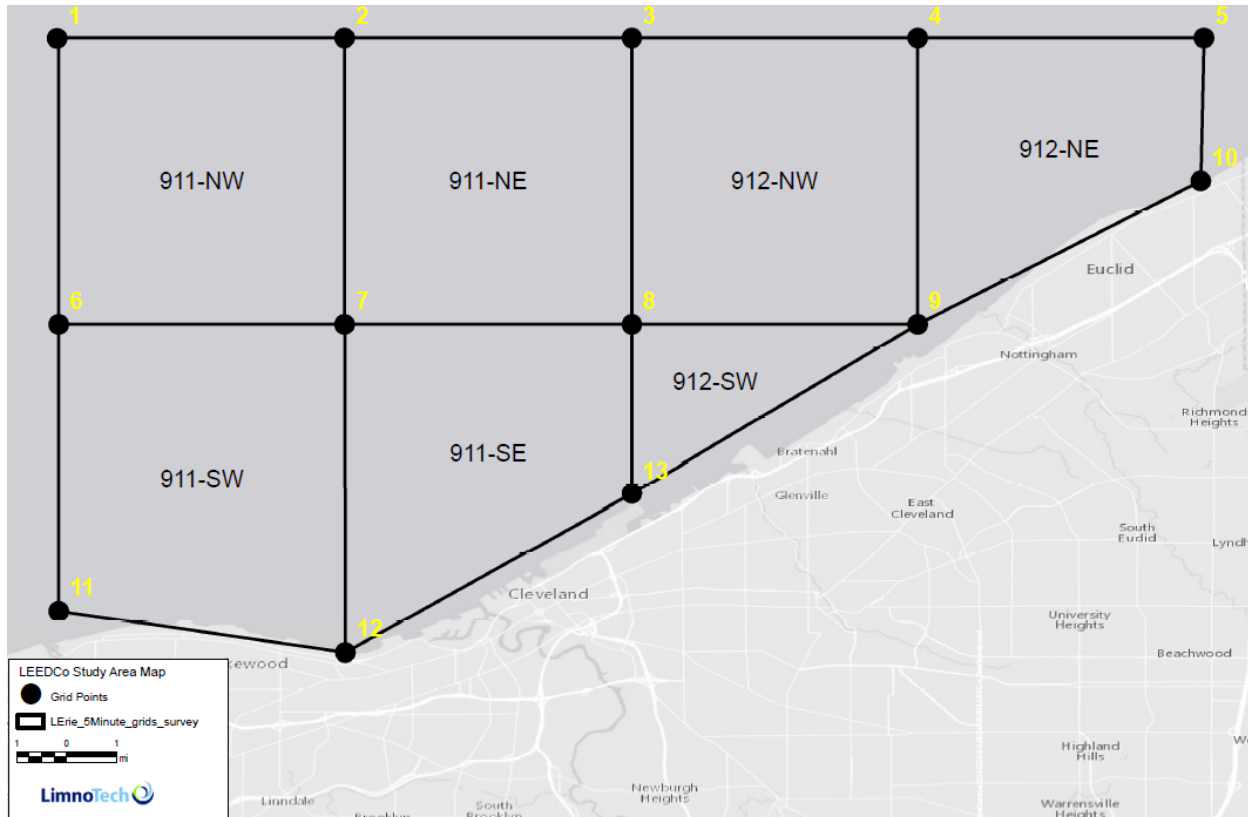 1
2
3
4
5
911-NW
911-NE
912-NW
912-NE
10
Euclid
6
7
8
9
Nottingham
912-SW
Richmond
Heights
911-SW
911-SE
13
Bratenahl
Glenville
East
Cleveland
South
Eudid
11
Cleveland
12
University
Heights
Beachwood
LEEDCo Study Area Map
Grid Points
LErie_5Minute_grids_survey
1 0 1
mi
LimnoTech
Highland
Hills
Linndale
South
Newburgh
Heights
Warrensville
Heights